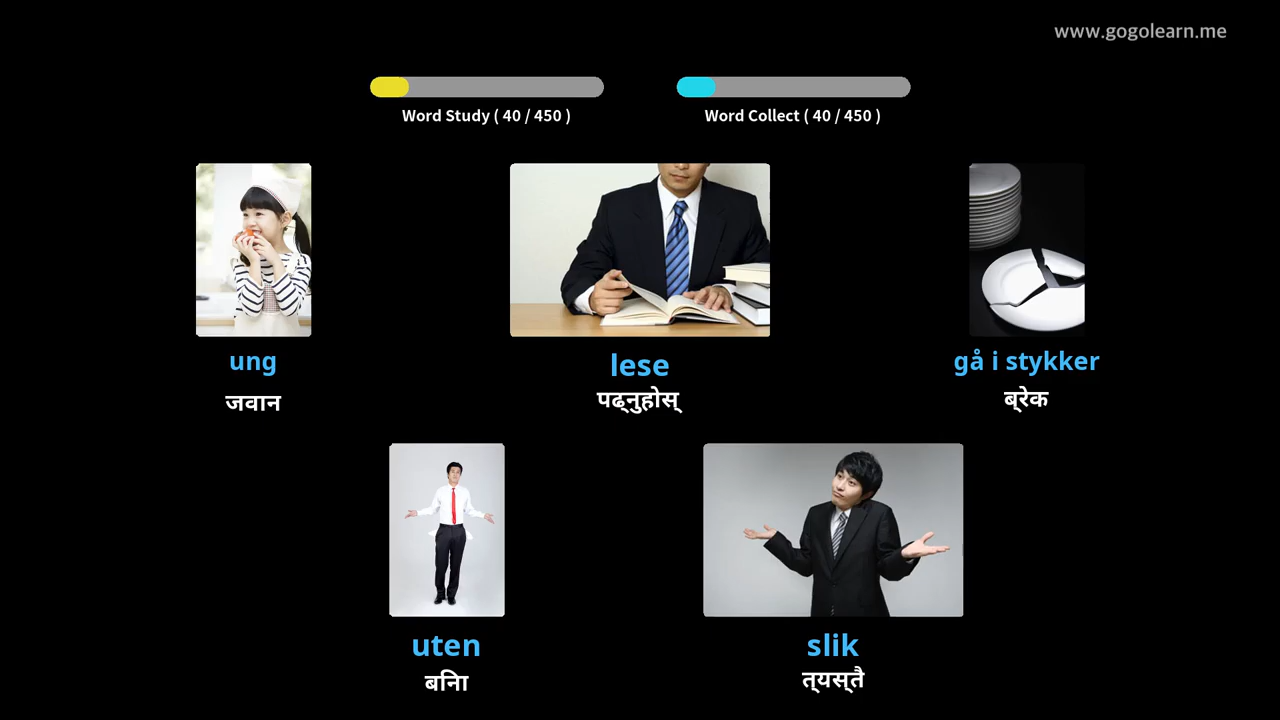 www.gogolearn.me
Word Study ( 40 / 450 )
Word Collect ( 40 / 450 )
ung
जवान
lese
पढ्नुहोस्
gå i stykker
ब्रेक
uten
बिना
slik
त्यस्तै